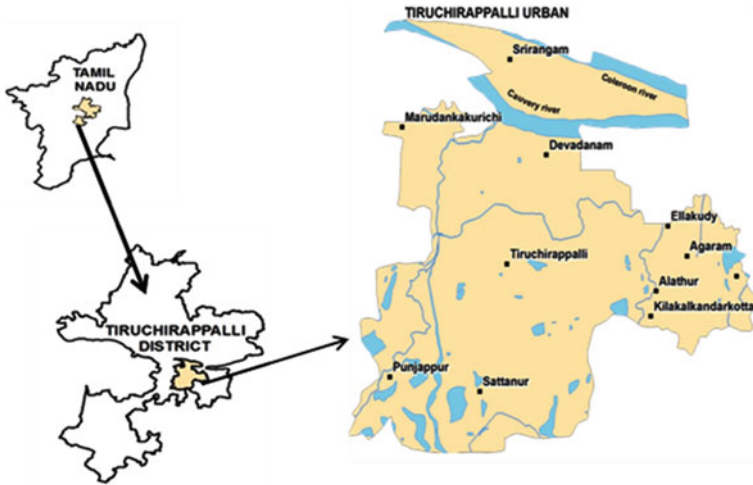 TAMIL
NADU
TIRUCHIRAPPALLI
DISTRICT
TIRUCHIRAPPALLI URBAN
Srirangam
Coleroon river
Cauvery river
Marudankakurichi
Devadanam
Ellakudy
Agaram
Tiruchirappalli
Alathur
Kilakalkandarkotta
Punjappur
Sattanur